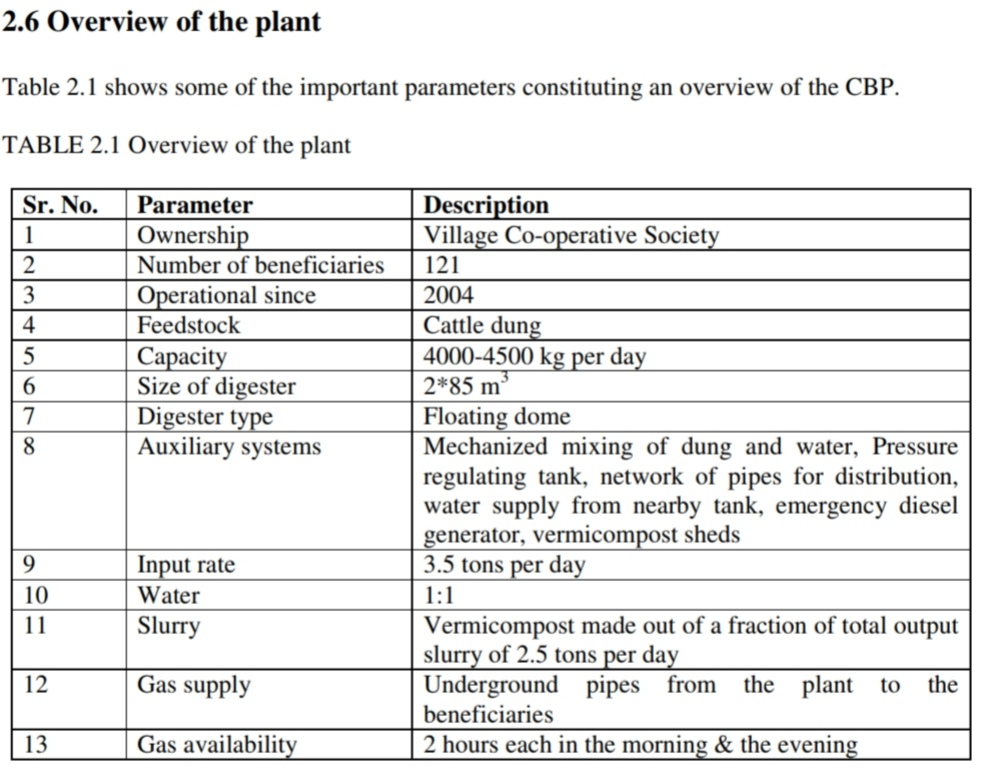 2.6 Overview of the plant
Table 2.1 shows some of the important parameters constituting an overview of the CBP.
TABLE 2.1 Overview of the plant
Sr. No. Parameter Description
1 Ownership Village Co-operative Society
2 Number of beneficiaries 121
3 Operational since 2004
4 Feedstock Cattle dung
5 Capacity 4000-4500 kg per day
6 Size of digester 2*85 m³
7 Digester type Floating dome
8 Auxiliary systems Mechanized mixing of dung and water, Pressure
regulating tank, network of pipes for distribution,
water supply from nearby tank, emergency diesel
generator, vermicompost sheds
9 Input rate 3.5 tons per day
10 Water 1:1
11 Slurry Vermicompost made out of a fraction of total output
slurry of 2.5 tons per day
12 Gas supply Underground pipes from the plant to the
beneficiaries
13 Gas availability 2 hours each in the morning & the evening